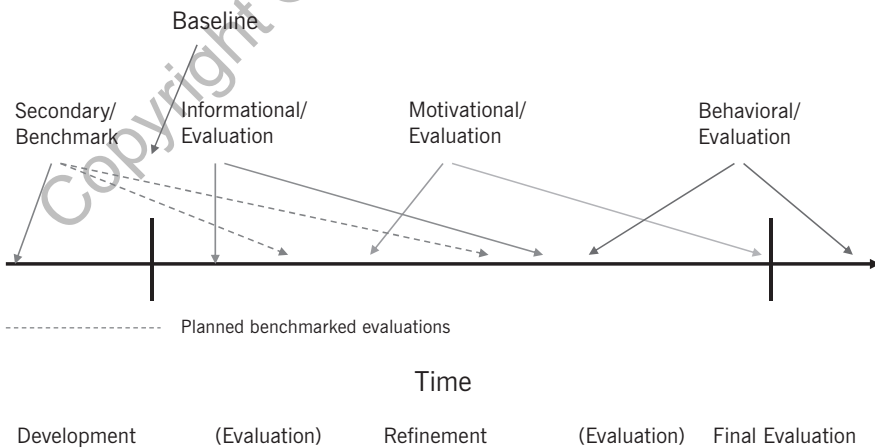 Copyright
Baseline
Secondary/
Benchmark
Informational/
Evaluation
Motivational/
Evaluation
Behavioral/
Evaluation
Planned benchmarked evaluations
Time
Development (Evaluation) Refinement (Evaluation) Final Evaluation